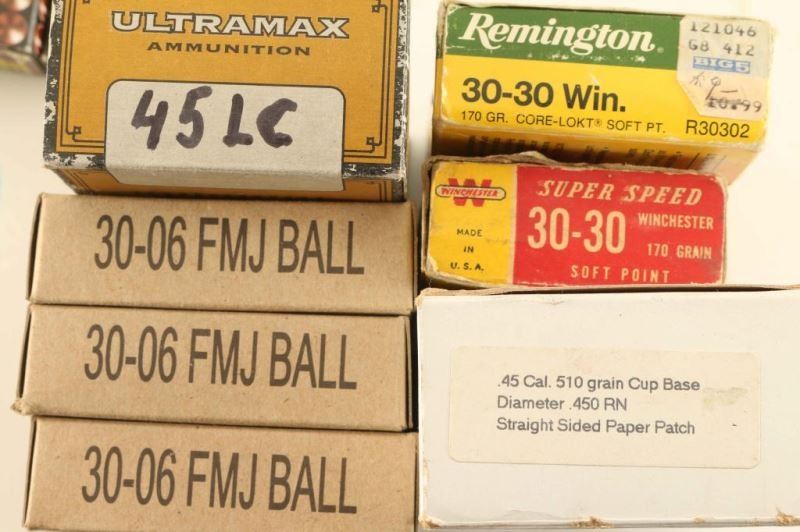 ULTRAMAX
AMMUNITION
45 LC
30-06 FMJ BALL
30-06 FMJ BALL
30-06 FMJ BALL
Remington
121046
G8 412
BIG 5
10.99
30-30 Win.
170 GR. CORE-LOKT® SOFT PT. R30302
WINCHESTER
W
MADE
IN
U.S.A.
SUPER SPEED
30-30 WINCHESTER
170 GRAIN
SOFT POINT
.45 Cal. 510 grain Cup Base
Diameter .450 RN
Straight Sided Paper Patch